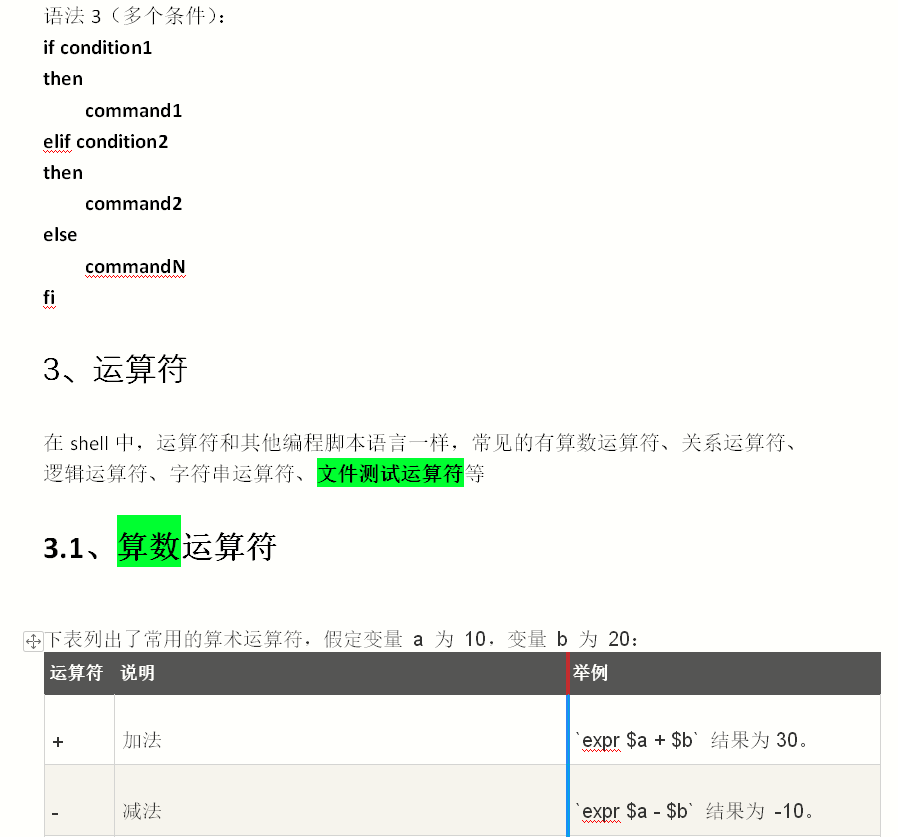 语法 3（多个条件）：
if condition1
then
command1
elif condition2
then
command2
else
commandN
fi
3、运算符
在 shell 中，运算符和其他编程脚本语言一样，常见的有算数运算符、关系运算符、
逻辑运算符、字符串运算符、文件测试运算符等
3.1、算数运算符
下表列出了常用的算术运算符，假定变量 a 为 10，变量 b 为 20：
运算符 说明 举例
+ 加法 `expr $a + $b` 结果为 30。
- 减法 `expr $a - $b` 结果为 -10。